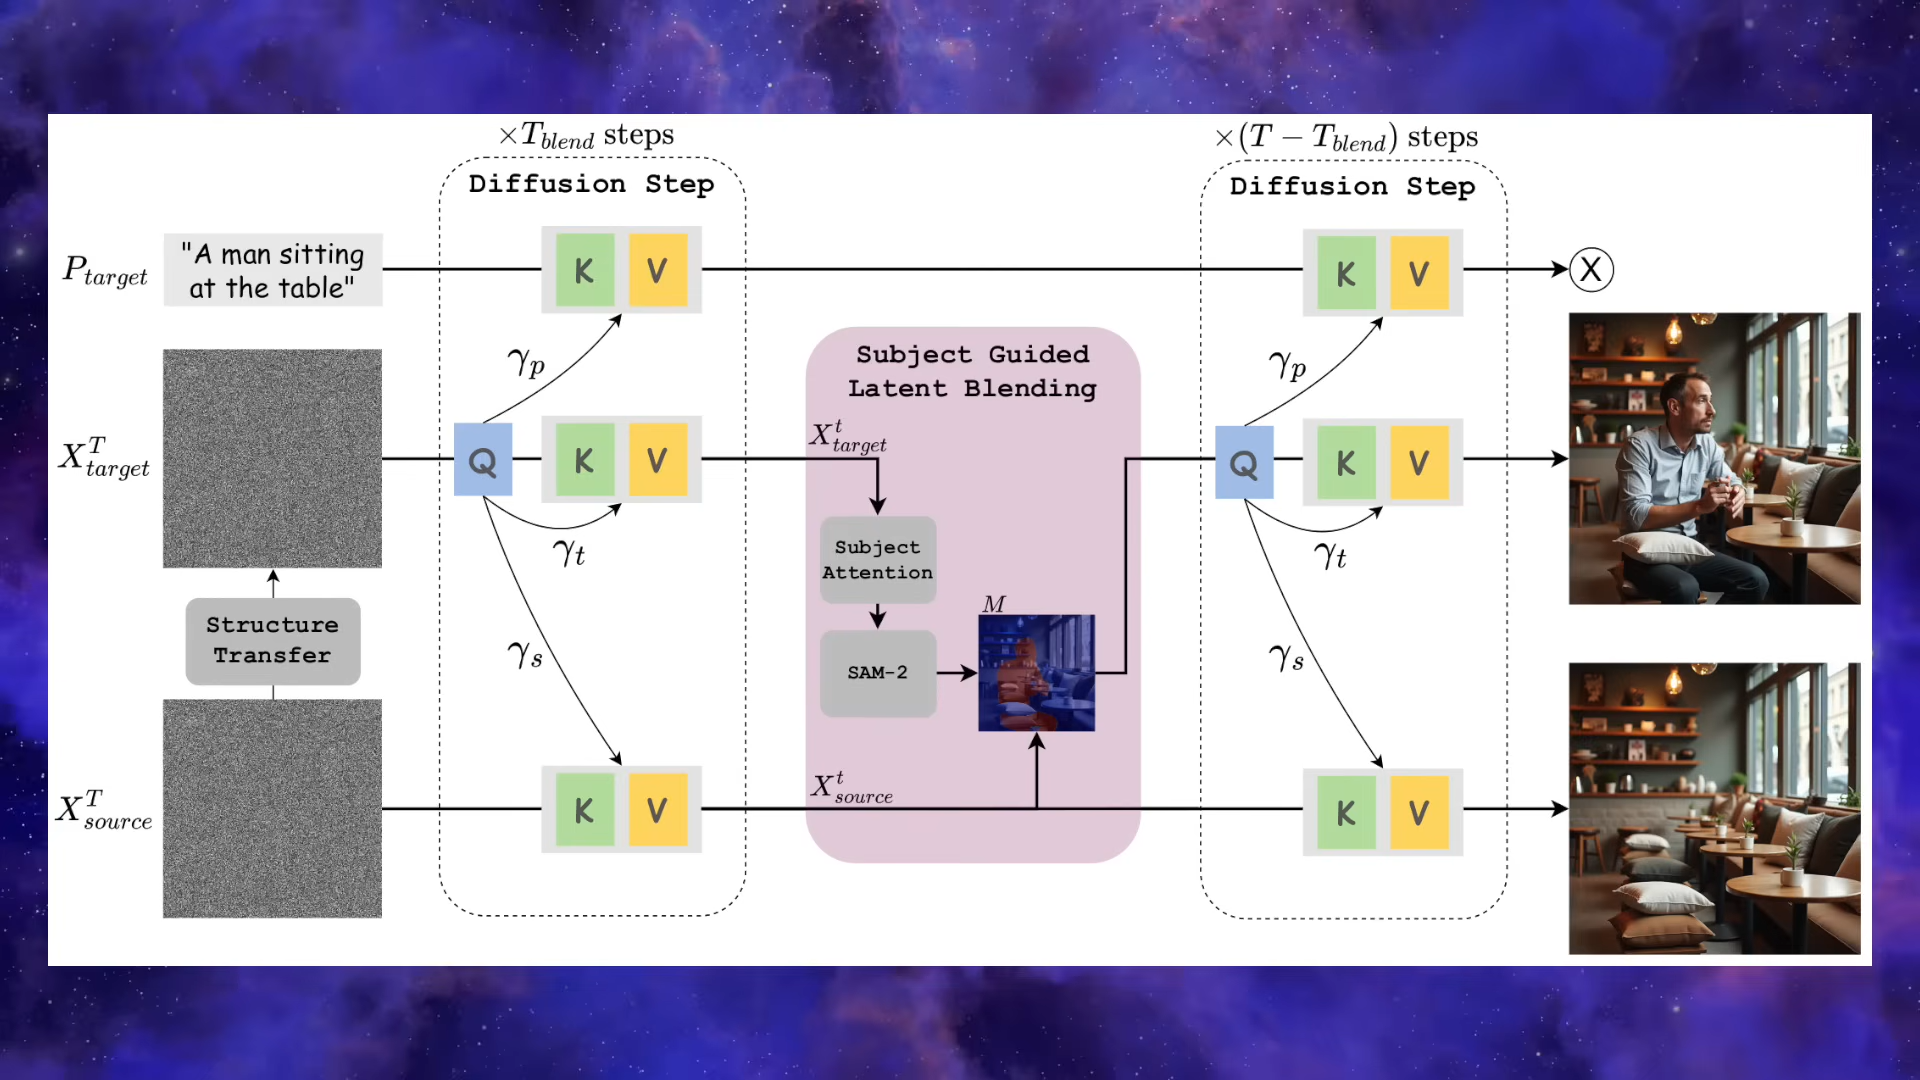 ×T_blend steps
Diffusion Step
×(T − T_blend) steps
Diffusion Step
P_target
"A man sitting
at the table"
K V
K V
X
γ_p
γ_p
Subject Guided
Latent Blending
X^T_target
Q K V
X^t_target
Q K V
γ_t
γ_t
Subject
Attention
Structure
Transfer
γ_s
γ_s
M
SAM-2
X^T_source
K V
X^t_source
K V